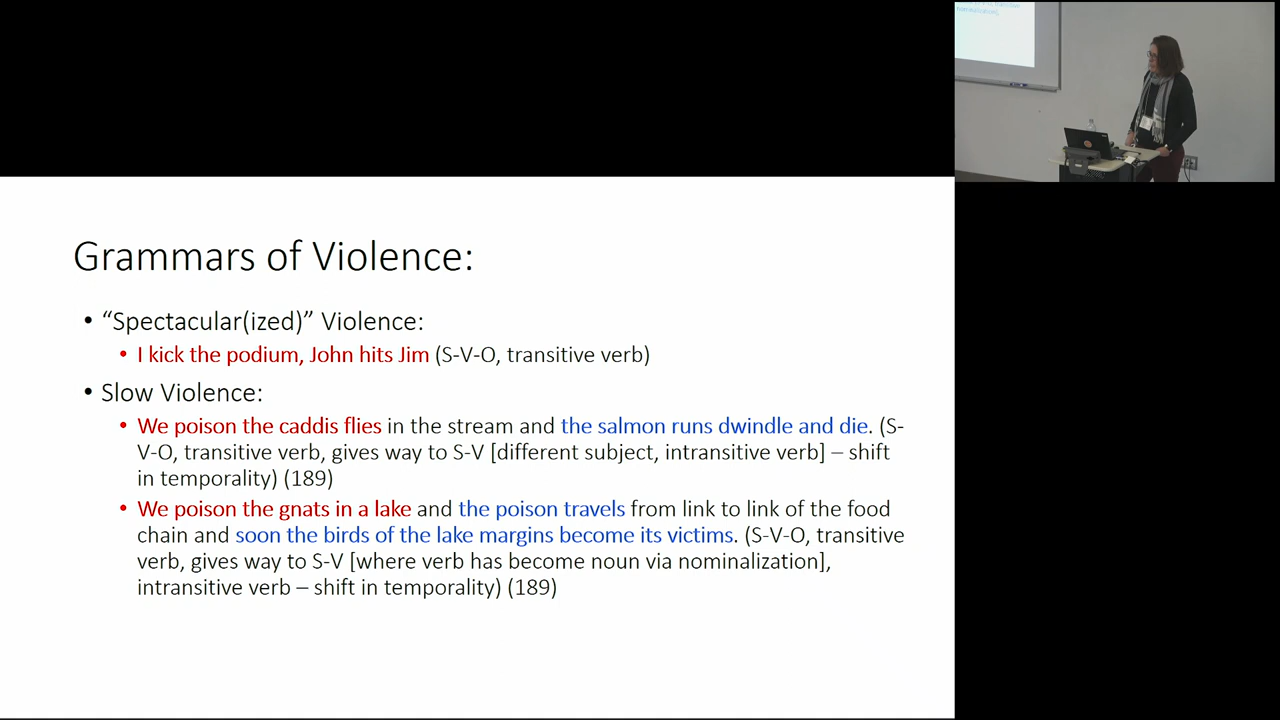 Grammars of Violence:
• “Spectacular(ized)” Violence:
• I kick the podium, John hits Jim (S-V-O, transitive verb)
• Slow Violence:
• We poison the caddis flies in the stream and the salmon runs dwindle and die. (S-
V-O, transitive verb, gives way to S-V [different subject, intransitive verb] – shift
in temporality) (189)
• We poison the gnats in a lake and the poison travels from link to link of the food
chain and soon the birds of the lake margins become its victims. (S-V-O, transitive
verb, gives way to S-V [where verb has become noun via nominalization],
intransitive verb – shift in temporality) (189)